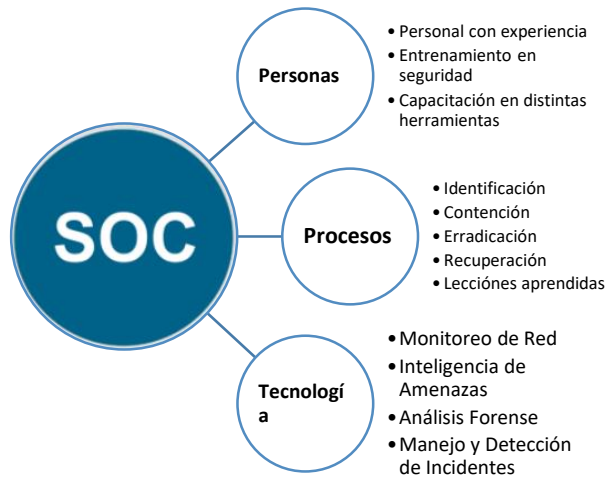 SOC
Personas
• Personal con experiencia
• Entrenamiento en
seguridad
• Capacitación en distintas
herramientas
Procesos
• Identificación
• Contención
• Erradicación
• Recuperación
• Lecciónes aprendidas
Tecnologí
a
• Monitoreo de Red
• Inteligencia de
Amenazas
• Análisis Forense
• Manejo y Detección
de Incidentes